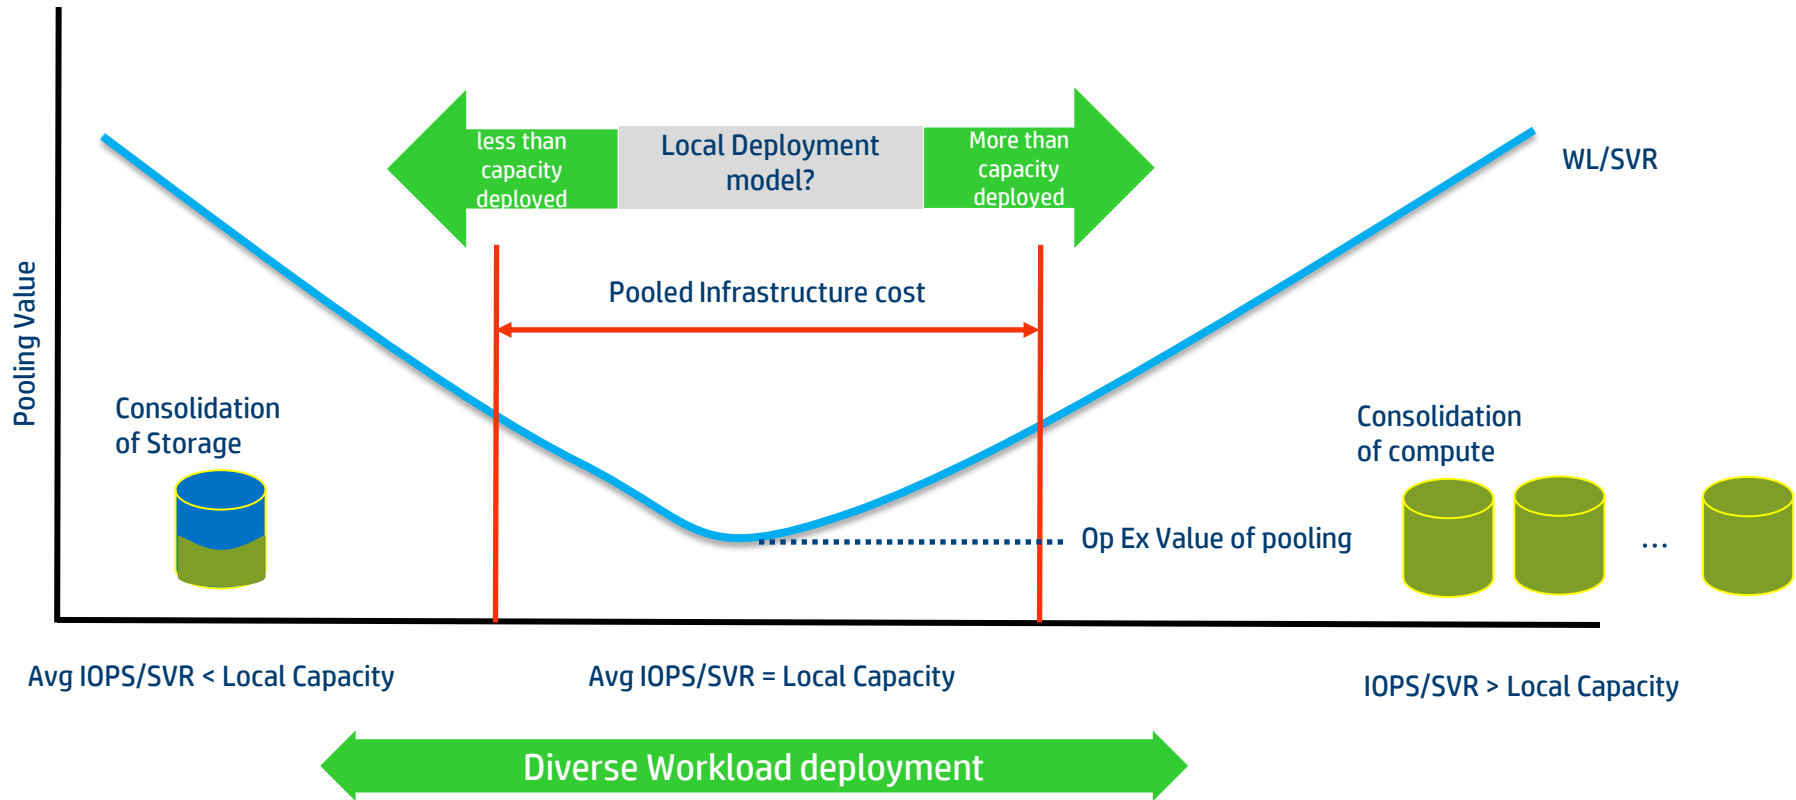 less than
capacity
deployed
Local Deployment
model?
More than
capacity
deployed
WL/SVR
Pooled Infrastructure cost
Pooling Value
Consolidation
of Storage
Consolidation
of compute
Op Ex Value of pooling
...
Avg IOPS/SVR < Local Capacity
Avg IOPS/SVR = Local Capacity
IOPS/SVR > Local Capacity
Diverse Workload deployment